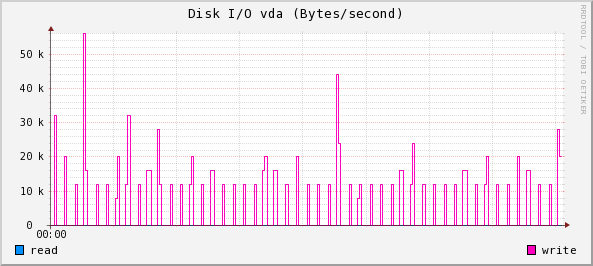 Disk I/O vda (Bytes/second)
RRDTOOL / TOBI OETIKER
50 k
40 k
30 k
20 k
10 k
0
00:00
read
write